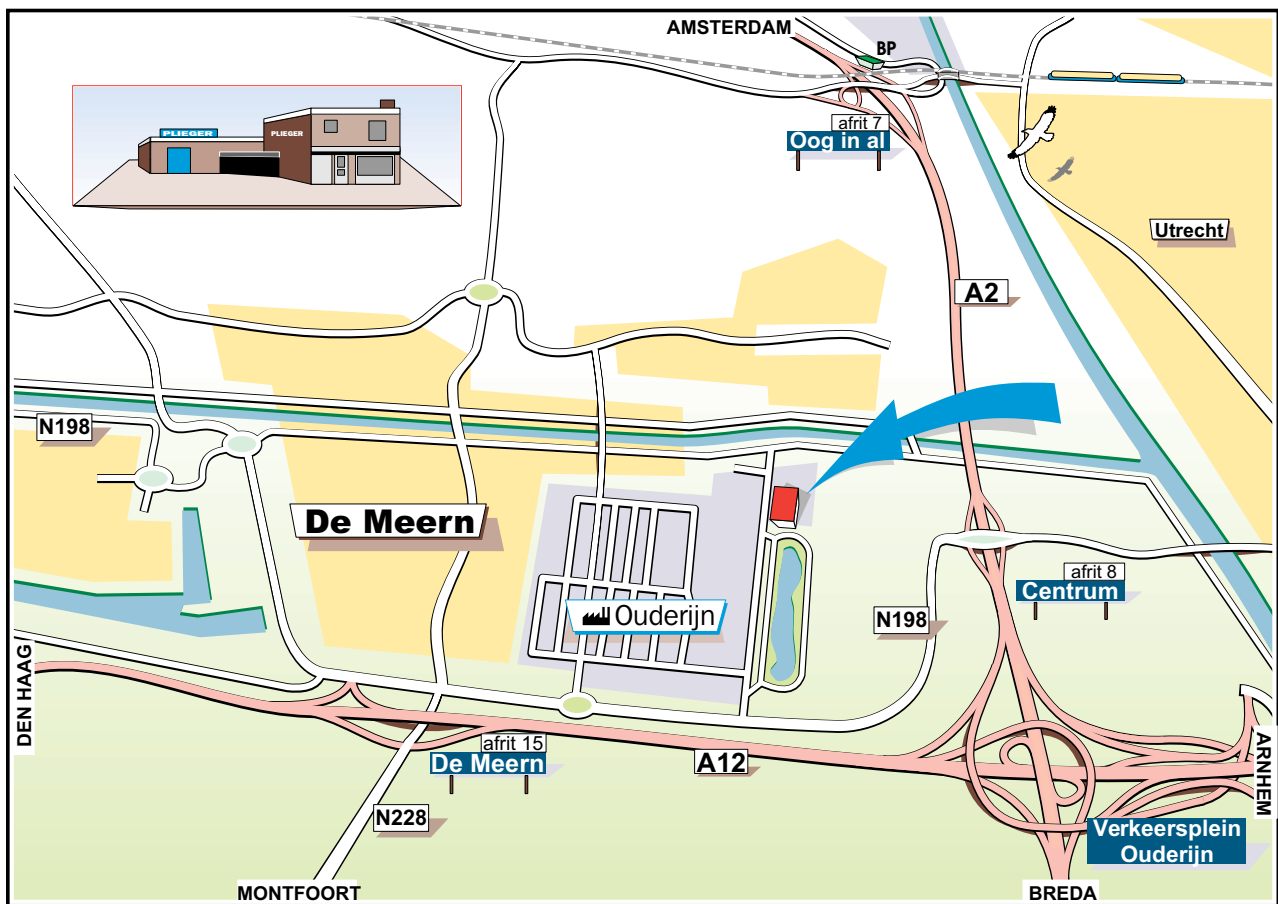 AMSTERDAM
BP
PLIEGER
PLIEGER
afrit 7
Oog in al
Utrecht
A2
N198
De Meern
Ouderijn
afrit 8
Centrum
N198
DEN HAAG
afrit 15
De Meern
A12
ARNHEM
N228
Verkeersplein
Ouderijn
MONTFOORT
BREDA